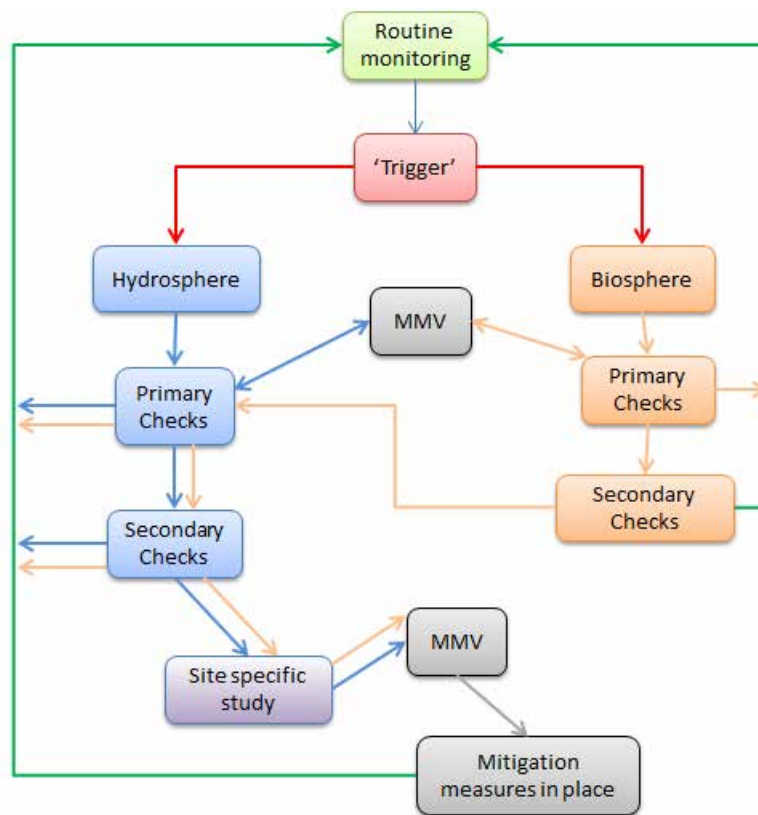 Routine
monitoring
‘Trigger’
Hydrosphere
Biosphere
MMV
Primary
Checks
Primary
Checks
Secondary
Checks
Secondary
Checks
MMV
Site specific
study
Mitigation
measures in place